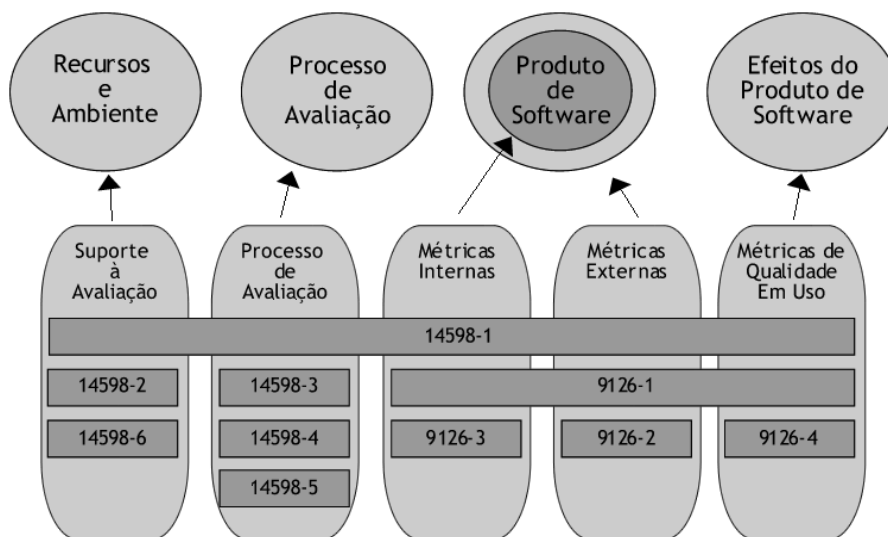 Recursos
e
Ambiente
Processo
de
Avaliação
Produto
de
Software
Efeitos do
Produto de
Software
Suporte
à
Avaliação
Processo
de
Avaliação
Métricas
Internas
Métricas
Externas
Métricas de
Qualidade
Em Uso
14598-1
14598-2
14598-3
9126-1
14598-6
14598-4
9126-3
9126-2
9126-4
14598-5